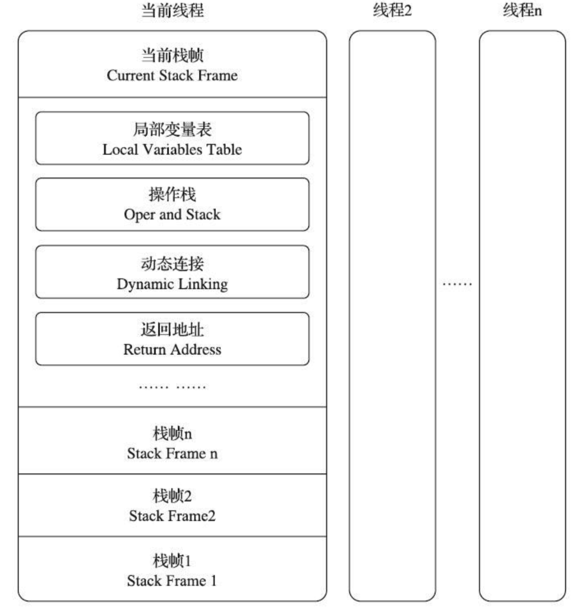 当前线程
线程2
线程n
当前栈帧
Current Stack Frame
局部变量表
Local Variables Table
操作栈
Oper and Stack
动态连接
Dynamic Linking
返回地址
Return Address
…… ……
……
栈帧n
Stack Frame n
栈帧2
Stack Frame2
栈帧1
Stack Frame 1